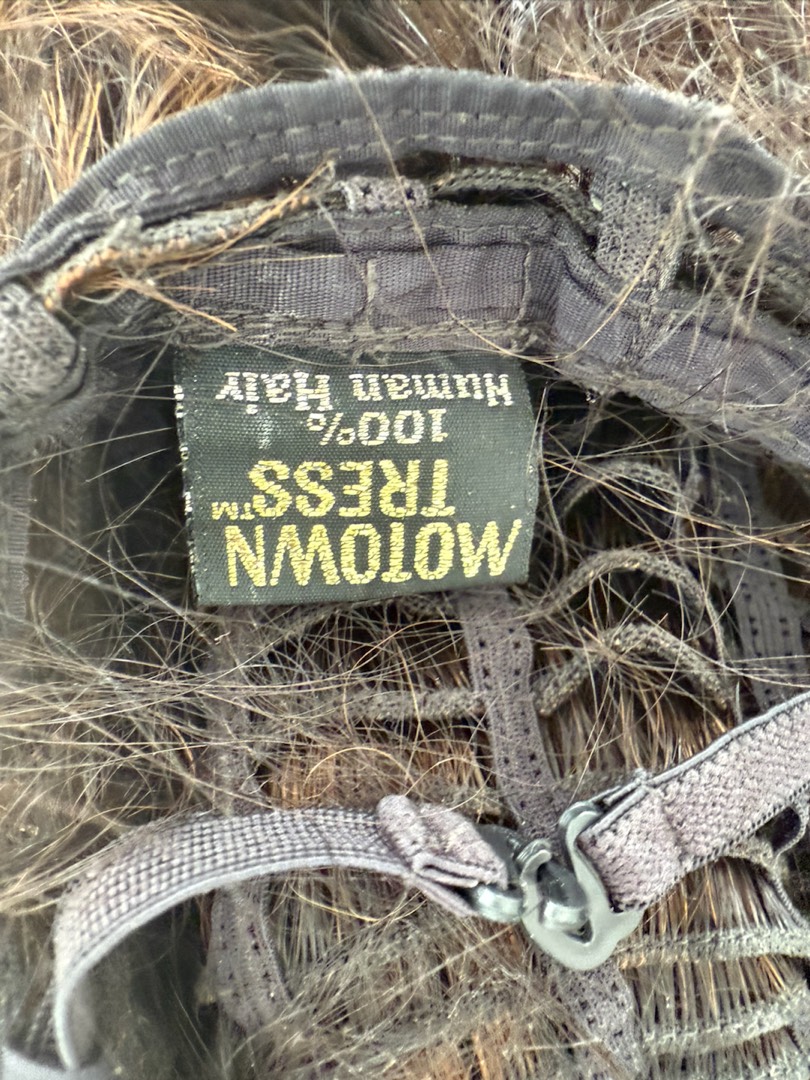 MOTOWN
TRESS™
100%
Human Hair